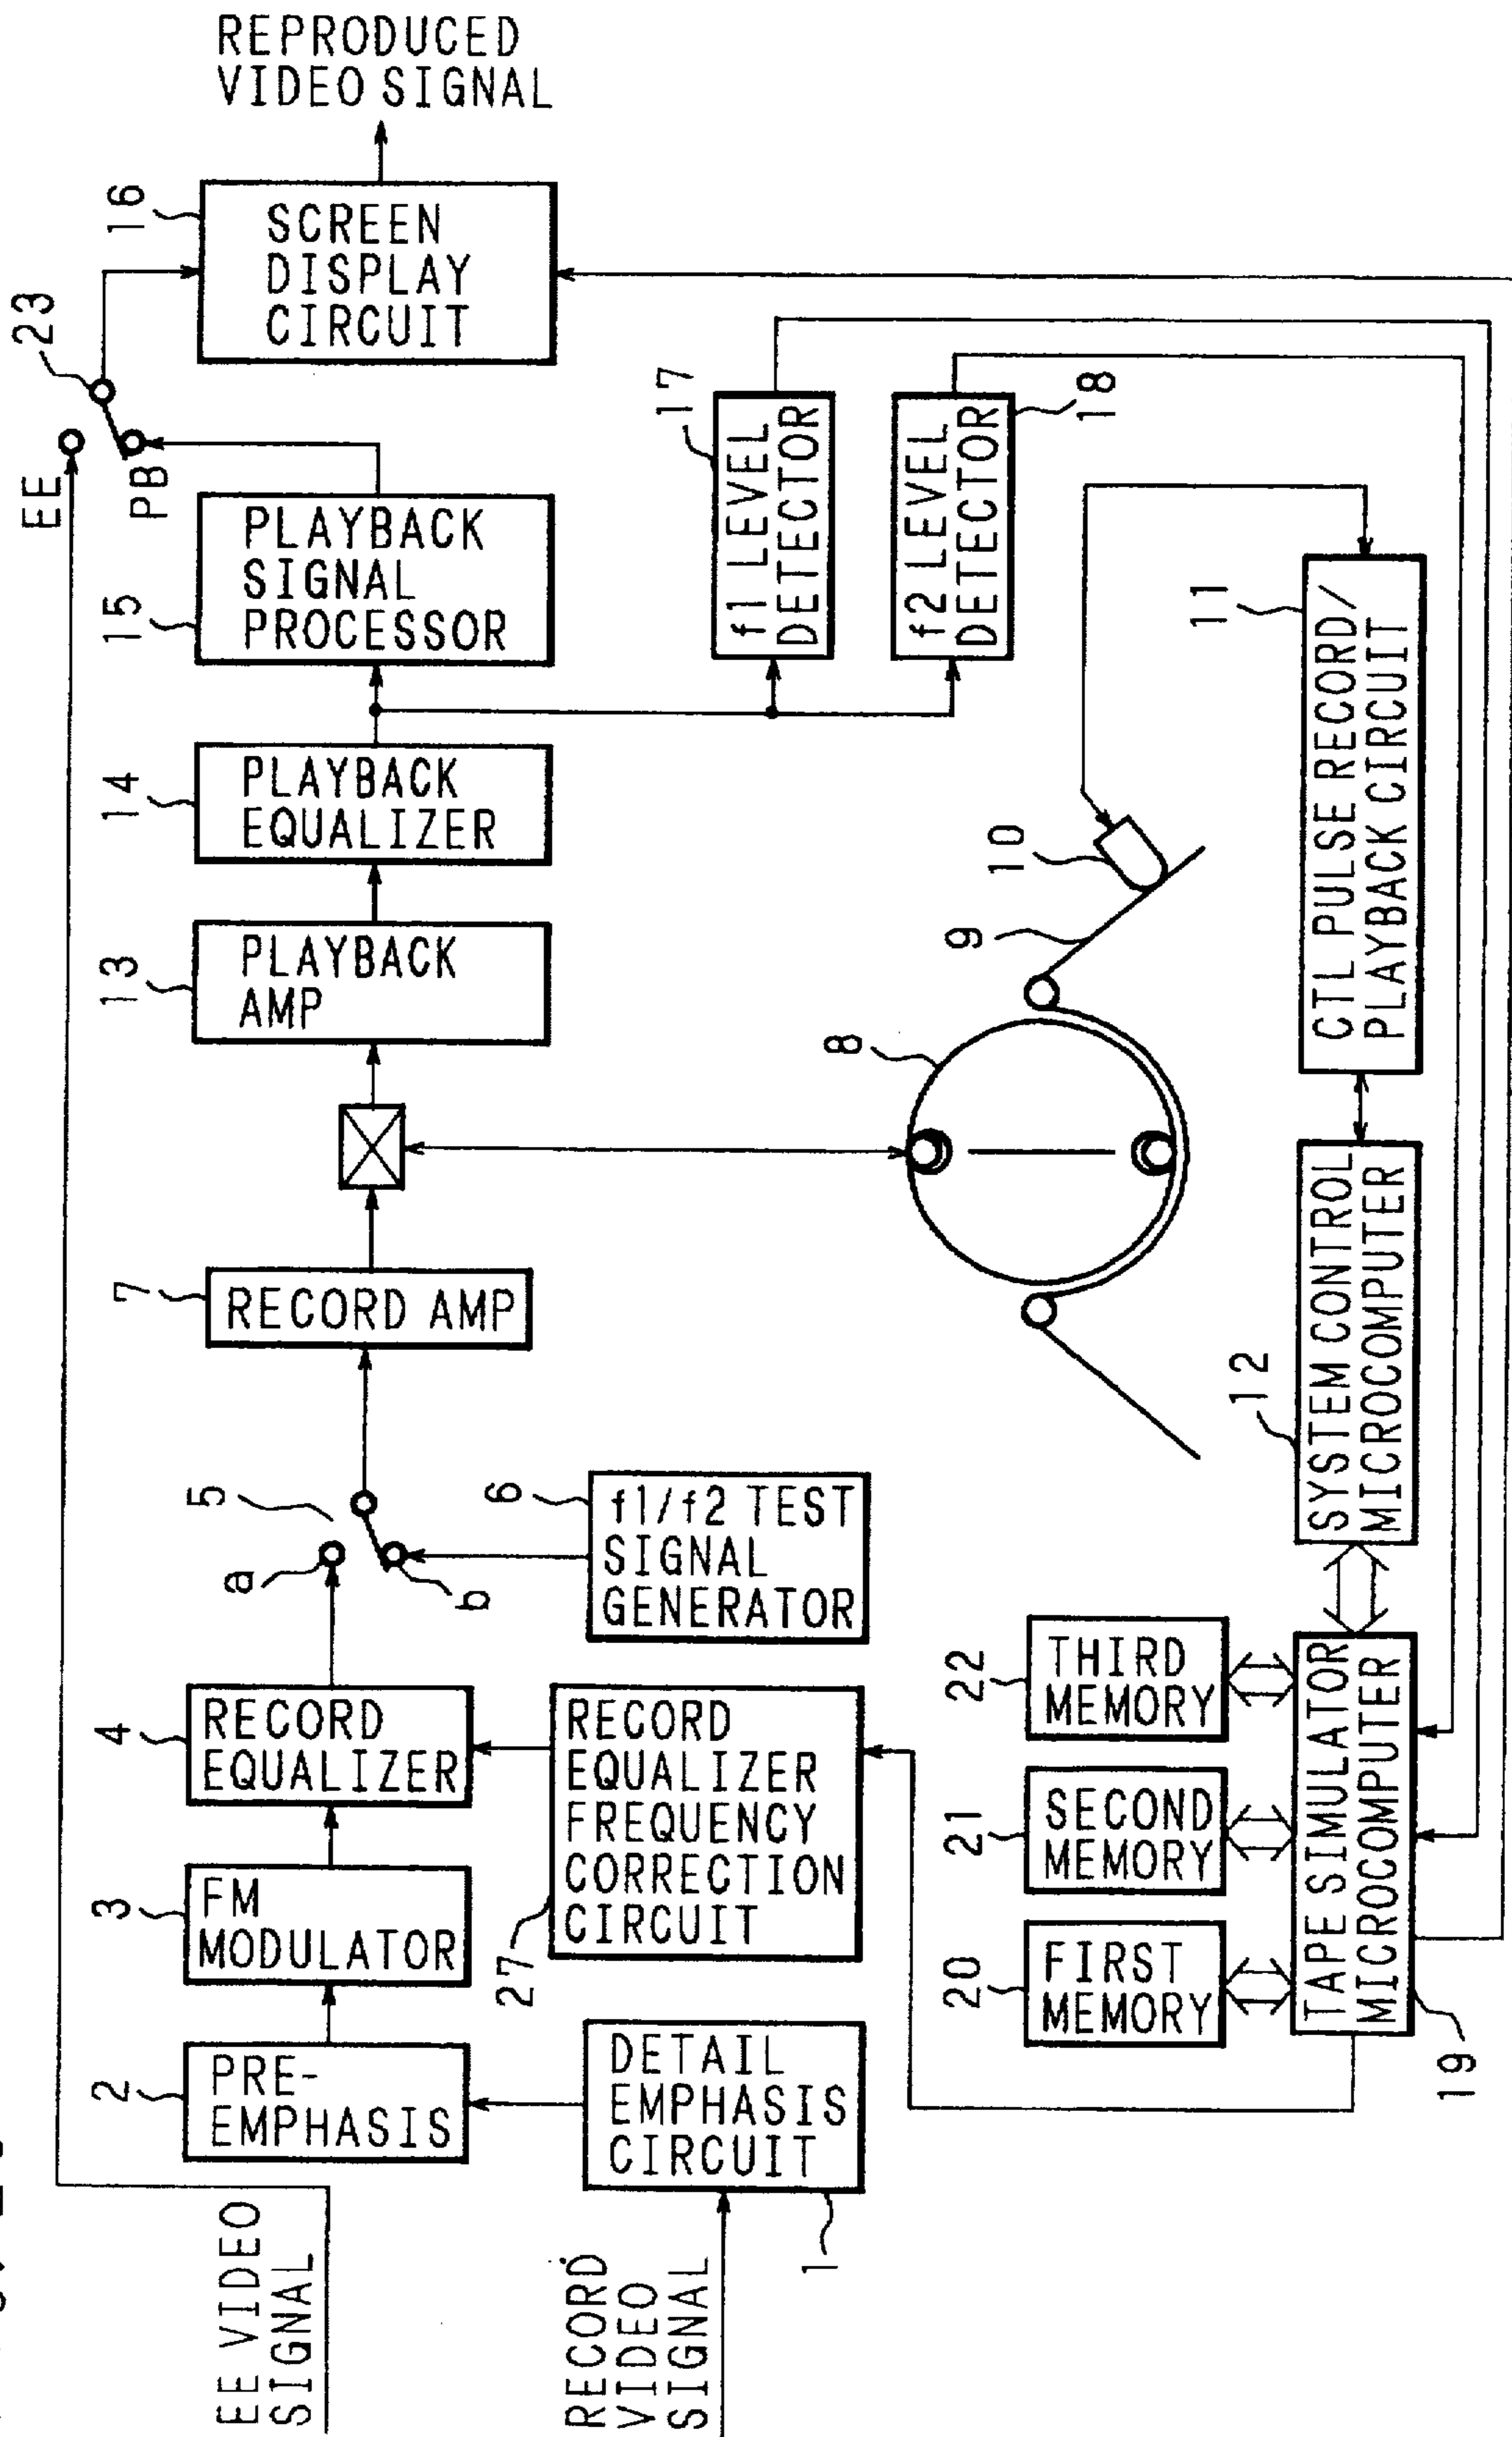 REPRODUCED
VIDEO SIGNAL
EE
23
PB
16
SCREEN
DISPLAY
CIRCUIT
15
PLAYBACK
SIGNAL
PROCESSOR
14
PLAYBACK
EQUALIZER
13
PLAYBACK
AMP
17
f1 LEVEL
DETECTOR
f2 LEVEL
DETECTOR
18
7
RECORD AMP
5
a
b
6
f1/f2 TEST
SIGNAL
GENERATOR
4
RECORD
EQUALIZER
3
FM
MODULATOR
2
PRE-
EMPHASIS
EE VIDEO
SIGNAL
RECORD
VIDEO
SIGNAL
1
DETAIL
EMPHASIS
CIRCUIT
27
RECORD
EQUALIZER
FREQUENCY
CORRECTION
CIRCUIT
8
9
10
11
CTL PULSE RECORD/
PLAYBACK CIRCUIT
12
SYSTEM CONTROL
MICROCOMPUTER
22
THIRD
MEMORY
21
SECOND
MEMORY
20
FIRST
MEMORY
TAPE SIMULATOR
MICROCOMPUTER
19